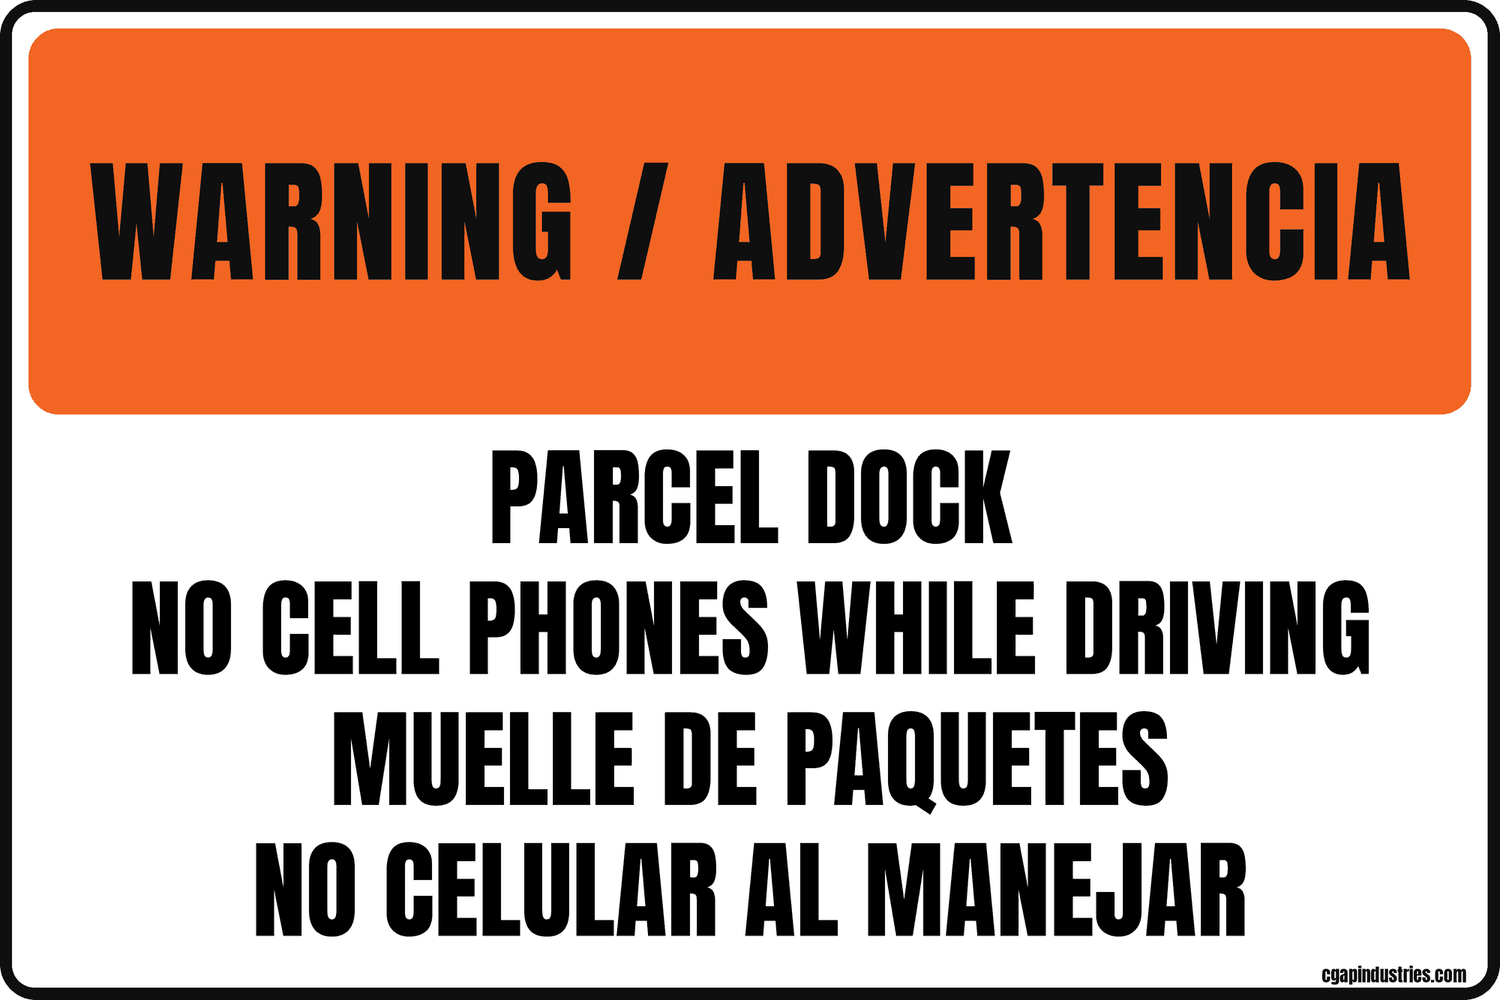 WARNING / ADVERTENCIA
PARCEL DOCK
NO CELL PHONES WHILE DRIVING
MUELLE DE PAQUETES
NO CELULAR AL MANEJAR
cgapindustries.com